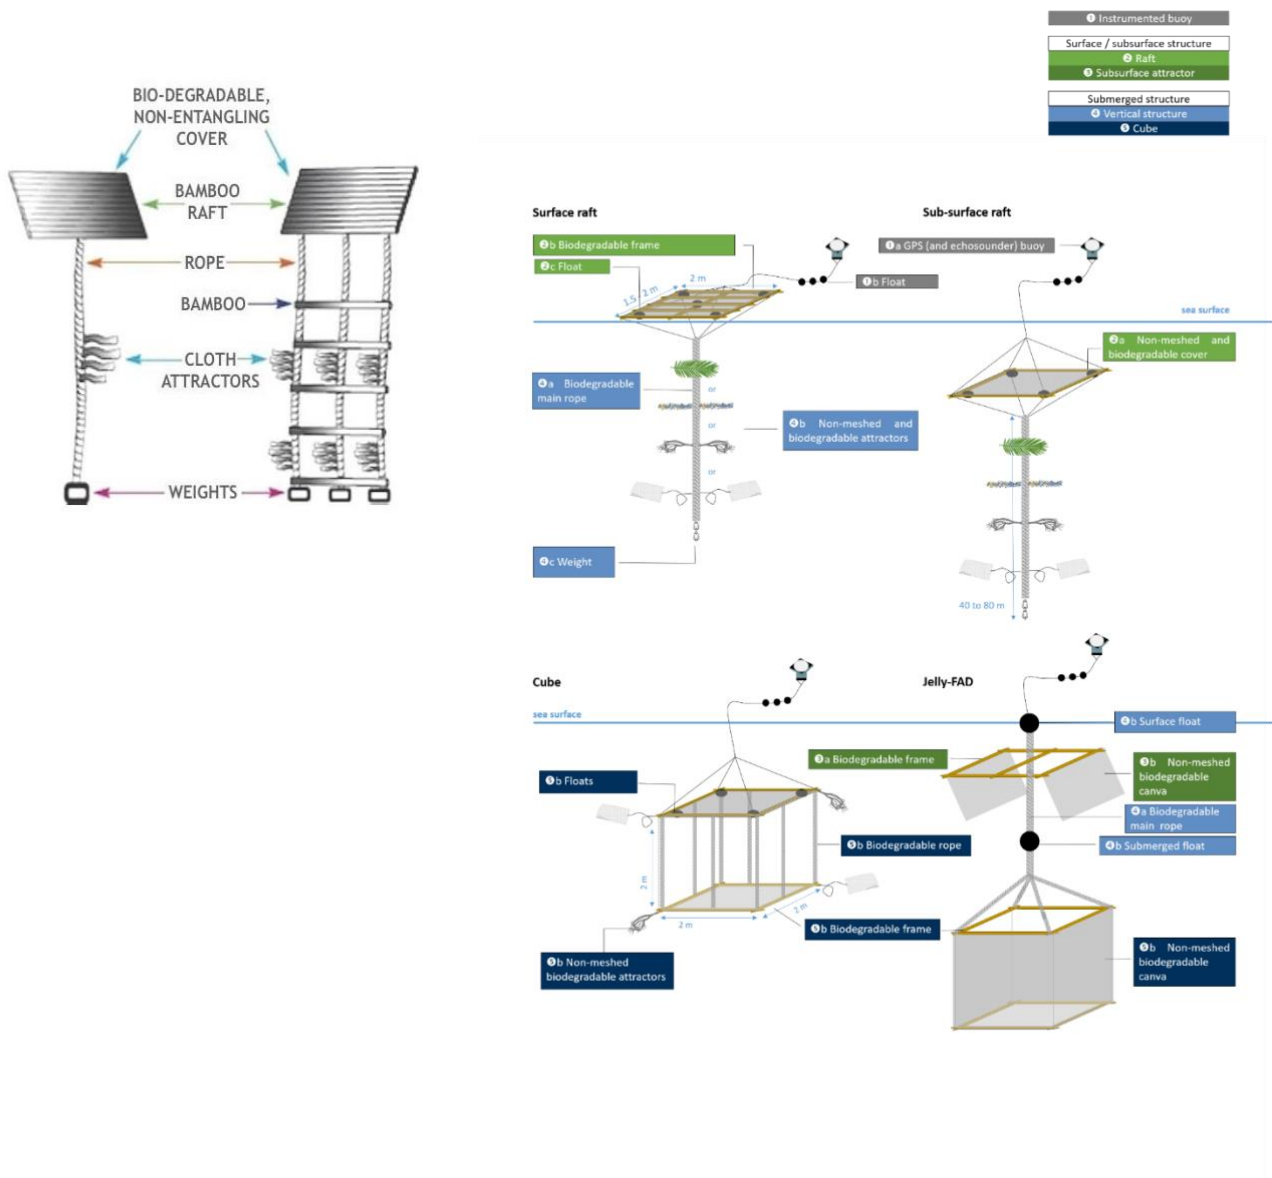 ❶ Instrumented buoy
Surface / subsurface structure
❷ Raft
❸ Subsurface attractor
Submerged structure
❹ Vertical structure
❺ Cube
BIO-DEGRADABLE,
NON-ENTANGLING
COVER
BAMBOO
RAFT
ROPE
BAMBOO
CLOTH
ATTRACTORS
WEIGHTS
Surface raft
❷b Biodegradable frame
❷c Float
1.5 - 2 m
2 m
❶b Float
❹a Biodegradable
main rope
or
or
or
❹b Non-meshed and
biodegradable attractors
❹c Weight
Sub-surface raft
❶a GPS (and echosounder) buoy
sea surface
❷a Non-meshed and
biodegradable cover
40 to 80 m
Cube
sea surface
❺b Floats
2 m
2 m
2 m
❺b Biodegradable rope
❺b Biodegradable frame
❺b Non-meshed
biodegradable attractors
Jelly-FAD
❹b Surface float
❸a Biodegradable frame
❸b Non-meshed
biodegradable
canva
❹a Biodegradable
main rope
❹b Submerged float
❺b Non-meshed
biodegradable
canva